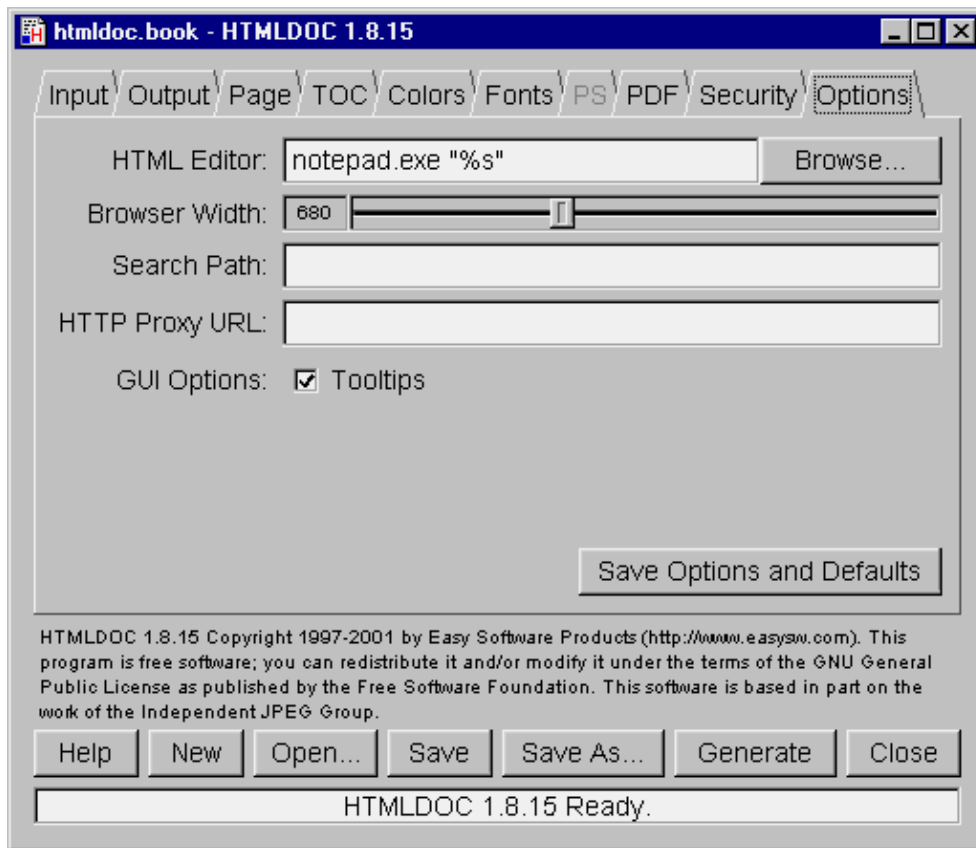 htmldoc.book - HTMLDOC 1.8.15
Input Output Page TOC Colors Fonts PS PDF Security Options
HTML Editor: notepad.exe "%s" Browse...
Browser Width: 680
Search Path:
HTTP Proxy URL:
GUI Options: Tooltips
Save Options and Defaults
HTMLDOC 1.8.15 Copyright 1997-2001 by Easy Software Products (http://www.easysw.com). This
program is free software; you can redistribute it and/or modify it under the terms of the GNU General
Public License as published by the Free Software Foundation. This software is based in part on the
work of the Independent JPEG Group.
Help New Open... Save Save As... Generate Close
HTMLDOC 1.8.15 Ready.